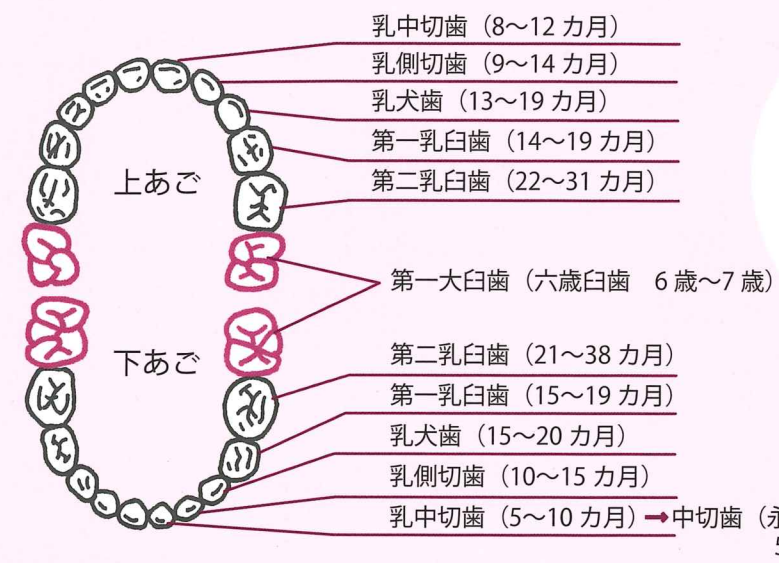 乳中切歯（8～12 カ月）
乳側切歯（9～14 カ月）
乳犬歯（13～19 カ月）
第一乳臼歯（14～19 カ月）
第二乳臼歯（22～31 カ月）
上あご
第一大臼歯（六歳臼歯　6 歳～7 歳）
下あご
第二乳臼歯（21～38 カ月）
第一乳臼歯（15～19 カ月）
乳犬歯（15～20 カ月）
乳側切歯（10～15 カ月）
乳中切歯（5～10 カ月）➞中切歯（永